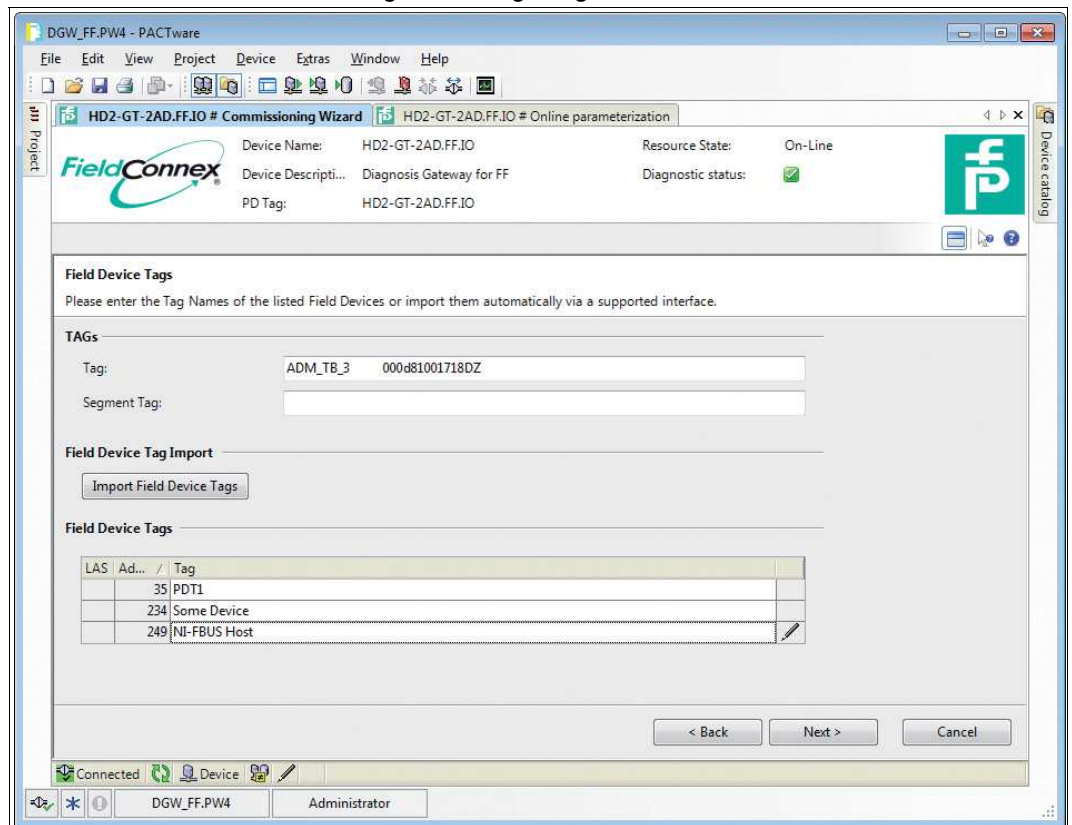 DGW_FF.PW4 - PACTware
File Edit View Project Device Extras Window Help
HD2-GT-2AD.FF.IO # Commissioning Wizard HD2-GT-2AD.FF.IO # Online parameterization
Project
Device catalog
FieldConnex
Device Name: HD2-GT-2AD.FF.IO Resource State: On-Line
Device Descripti... Diagnosis Gateway for FF Diagnostic status:
PD Tag: HD2-GT-2AD.FF.IO
Field Device Tags
Please enter the Tag Names of the listed Field Devices or import them automatically via a supported interface.
TAGs
Tag: ADM_TB_3 000d81001718DZ
Segment Tag:
Field Device Tag Import
Import Field Device Tags
Field Device Tags
LAS Ad... / Tag
35 PDT1
234 Some Device
249 NI-FBUS Host
< Back Next > Cancel
Connected Device
DGW_FF.PW4 Administrator